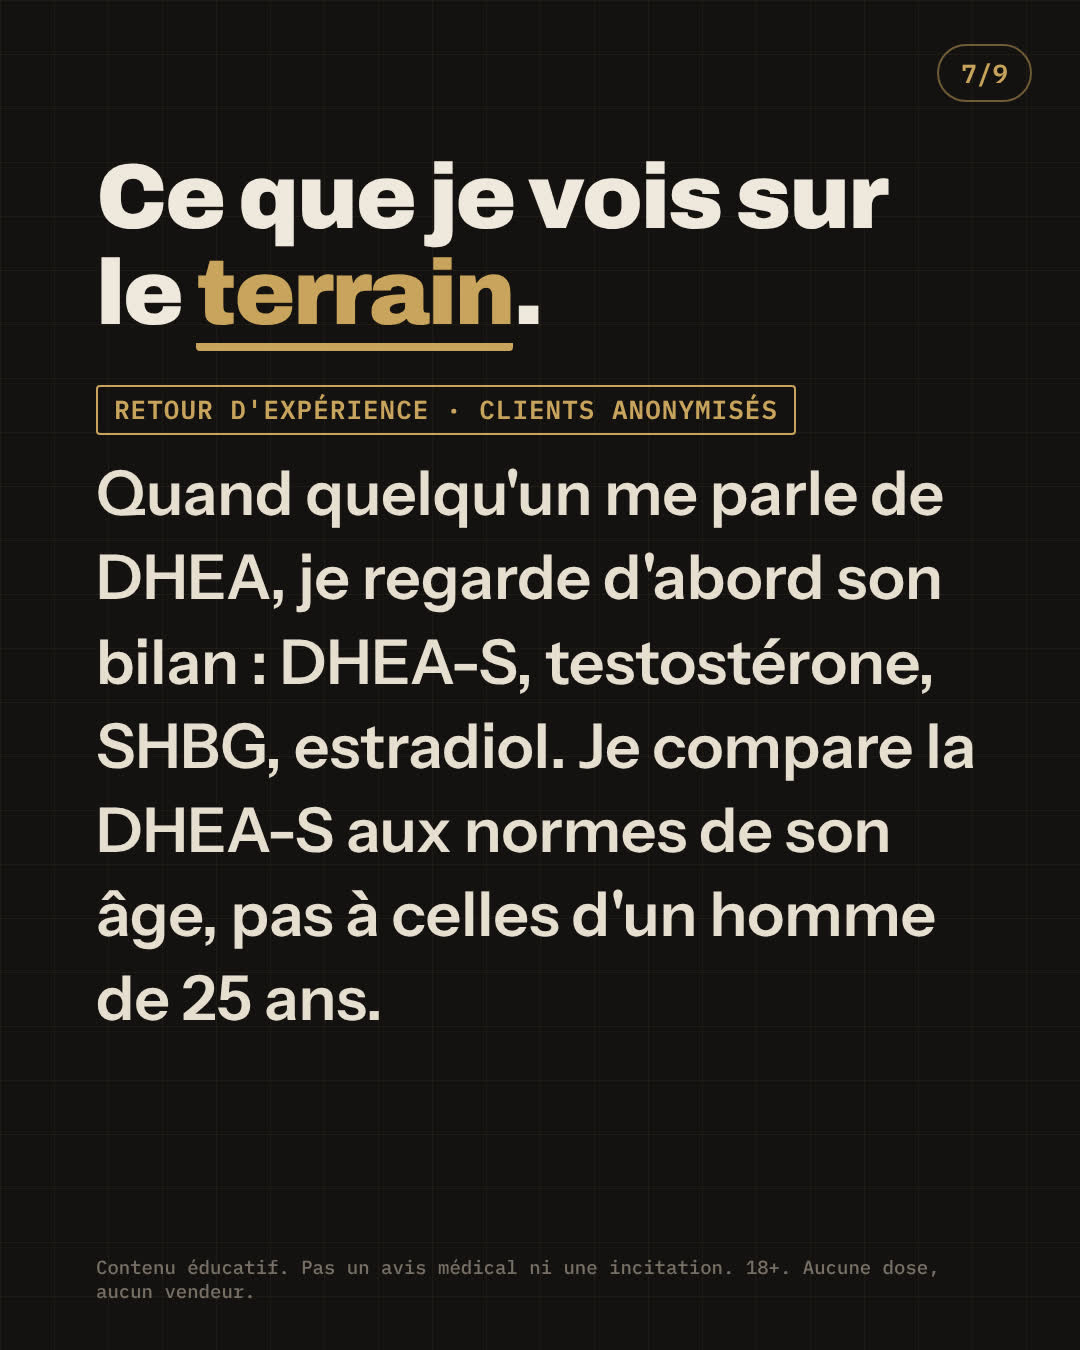 7/9
Ce que je vois sur
le terrain.
RETOUR D'EXPÉRIENCE · CLIENTS ANONYMISÉS
Quand quelqu'un me parle de
DHEA, je regarde d'abord son
bilan : DHEA-S, testostérone,
SHBG, estradiol. Je compare la
DHEA-S aux normes de son
âge, pas à celles d'un homme
de 25 ans.
Contenu éducatif. Pas un avis médical ni une incitation. 18+. Aucune dose,
aucun vendeur.